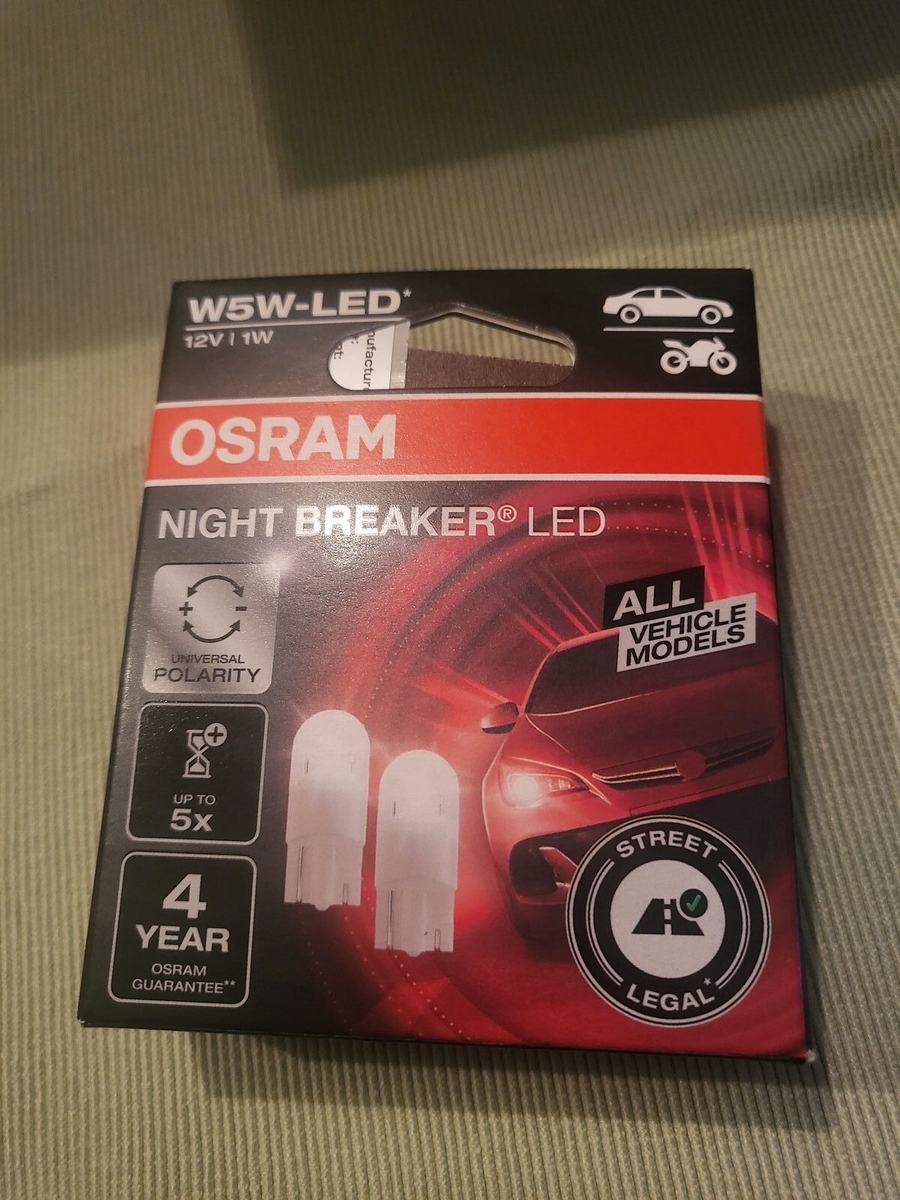 W5W-LED*
12V | 1W
OSRAM
NIGHT BREAKER® LED
+ -
UNIVERSAL
POLARITY
ALL
VEHICLE
MODELS
UP TO
5x
4
YEAR
OSRAM
GUARANTEE**
STREET
LEGAL*